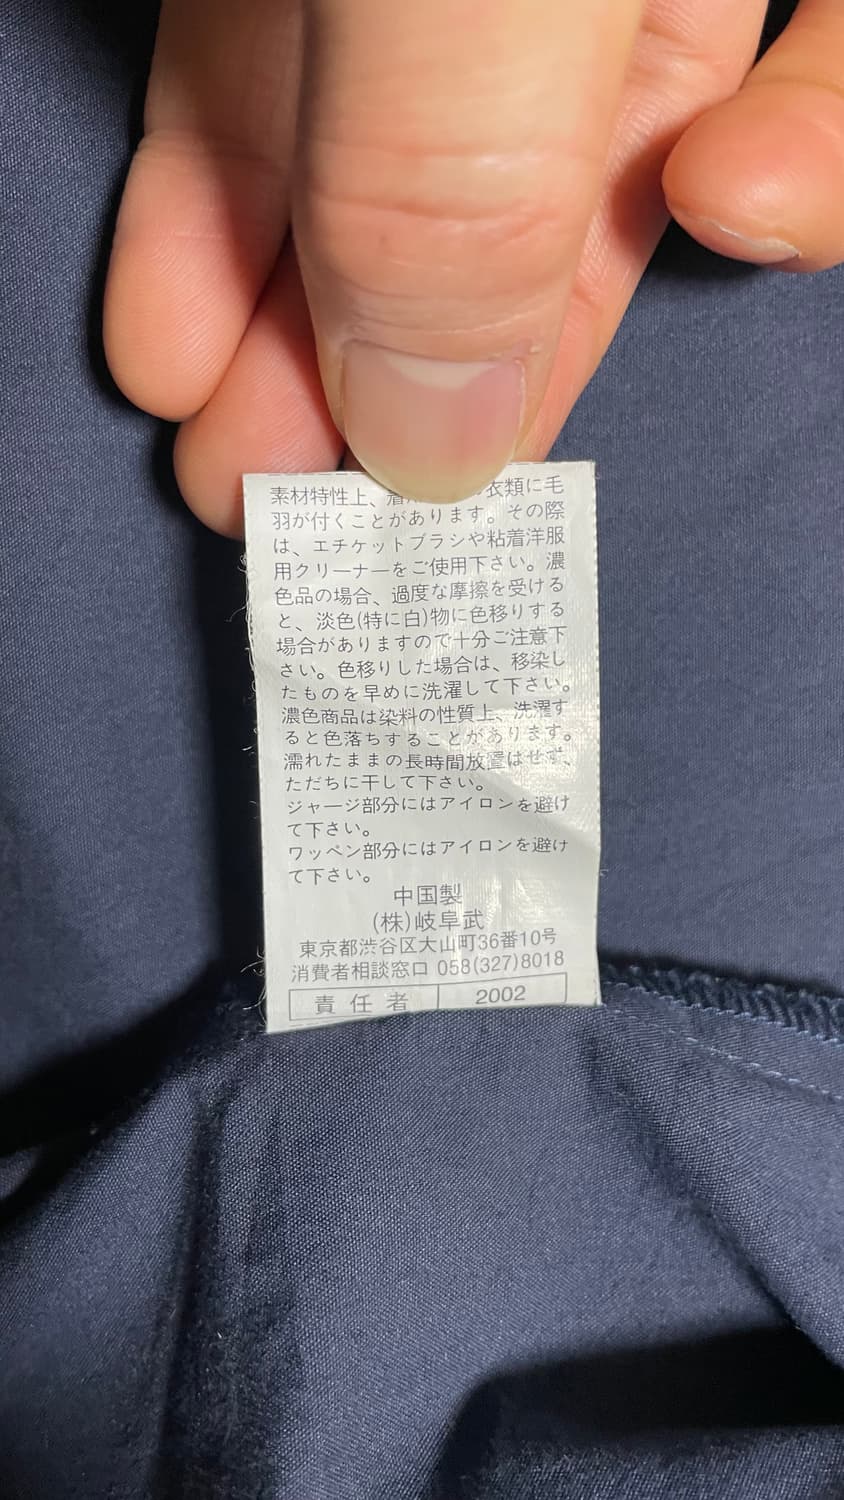 素材特性上、着 衣類に毛
羽が付くことがあります。その際
は、エチケットブラシや粘着洋服
用クリーナーをご使用下さい。濃
色品の場合、過度な摩擦を受ける
と、淡色(特に白)物に色移りする
場合がありますので十分ご注意下
さい。色移りした場合は、移染し
たものを早めに洗濯して下さい。
濃色商品は染料の性質上、洗濯す
ると色落ちすることがあります。
濡れたままの長時間放置はせず、
ただちに干して下さい。
ジャージ部分にはアイロンを避け
て下さい。
ワッペン部分にはアイロンを避け
て下さい。
中国製
(株)岐阜武
東京都渋谷区大山町36番10号
消費者相談窓口 058(327)8018
責任者 2002